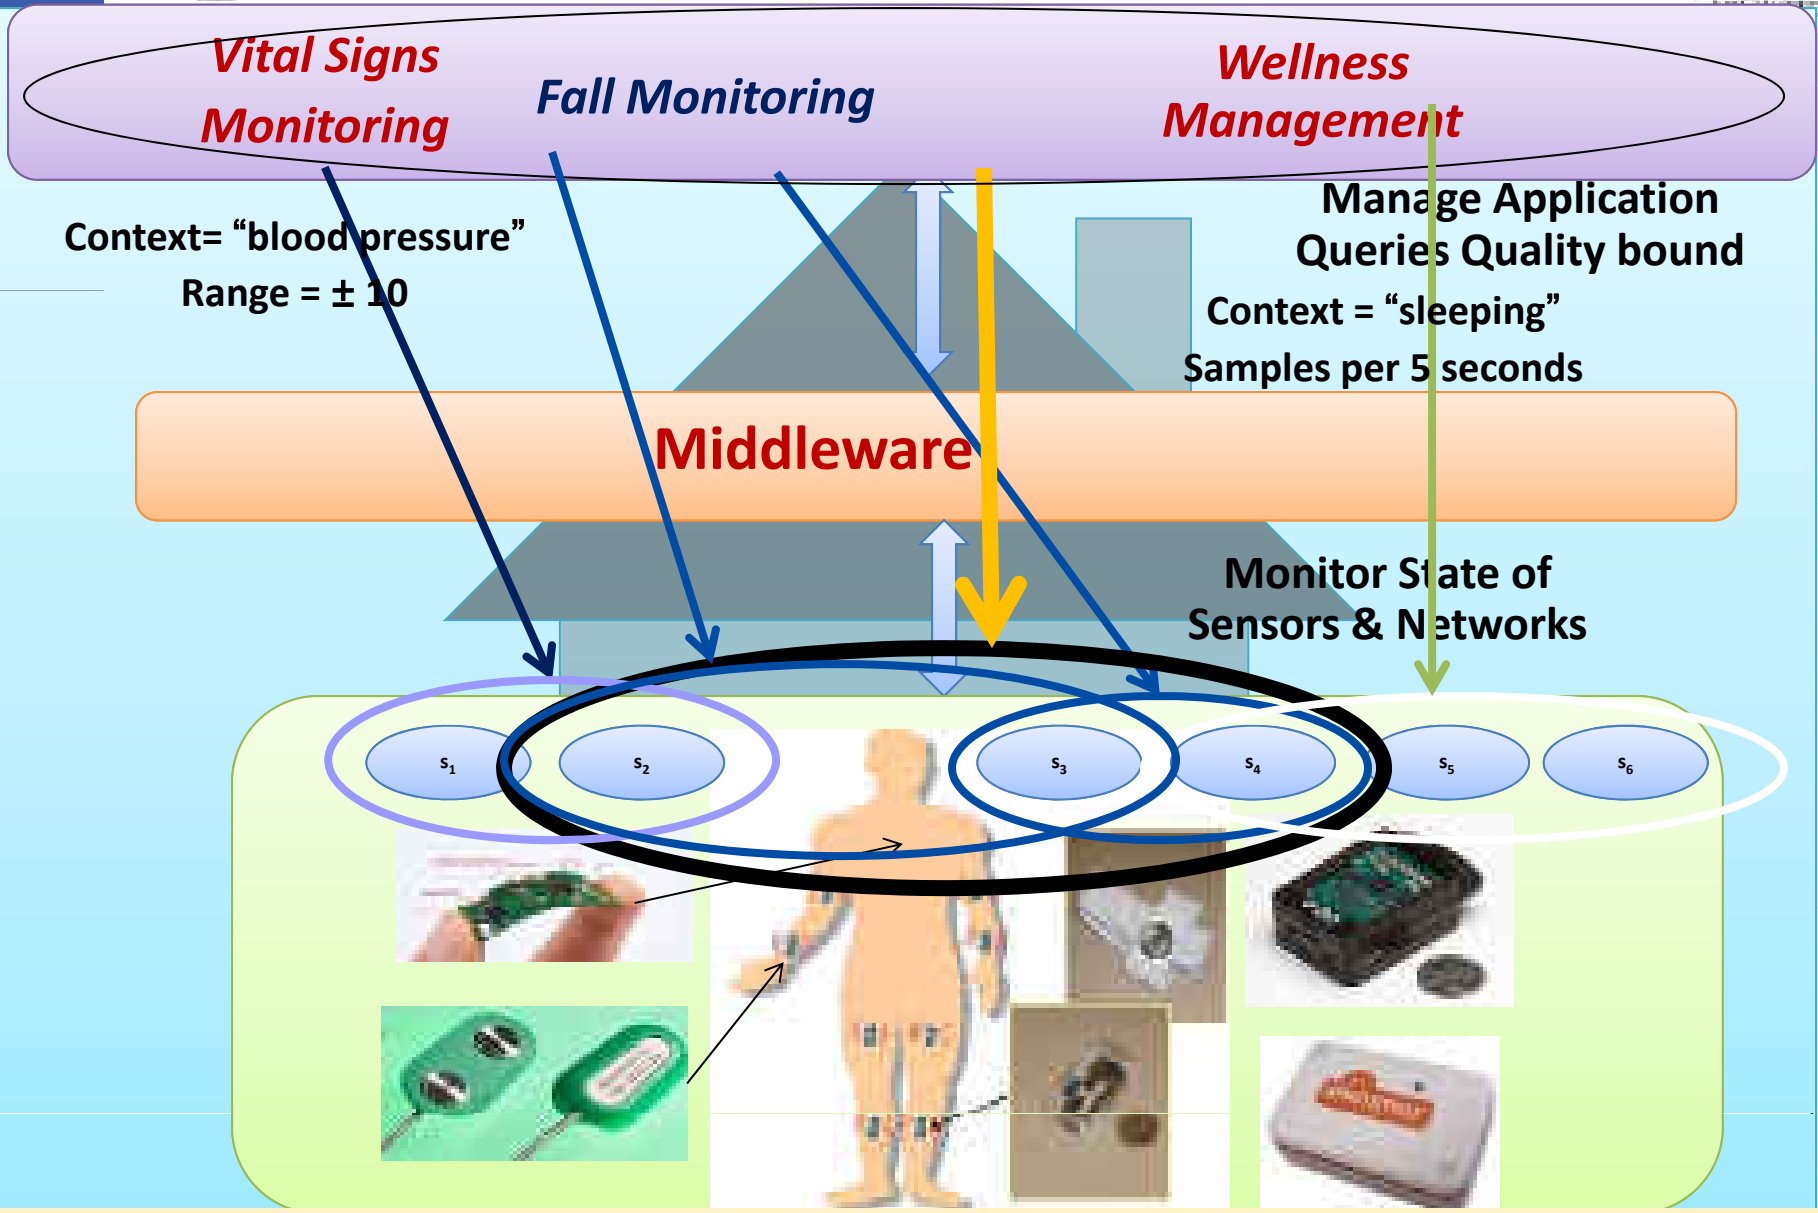 Vital Signs
Monitoring
Fall Monitoring
Wellness
Management
Context= “blood pressure”
Range = ± 10
Manage Application
Queries Quality bound
Context = “sleeping”
Samples per 5 seconds
Middleware
Monitor State of
Sensors & Networks
s1
s2
s3
s4
s5
s6